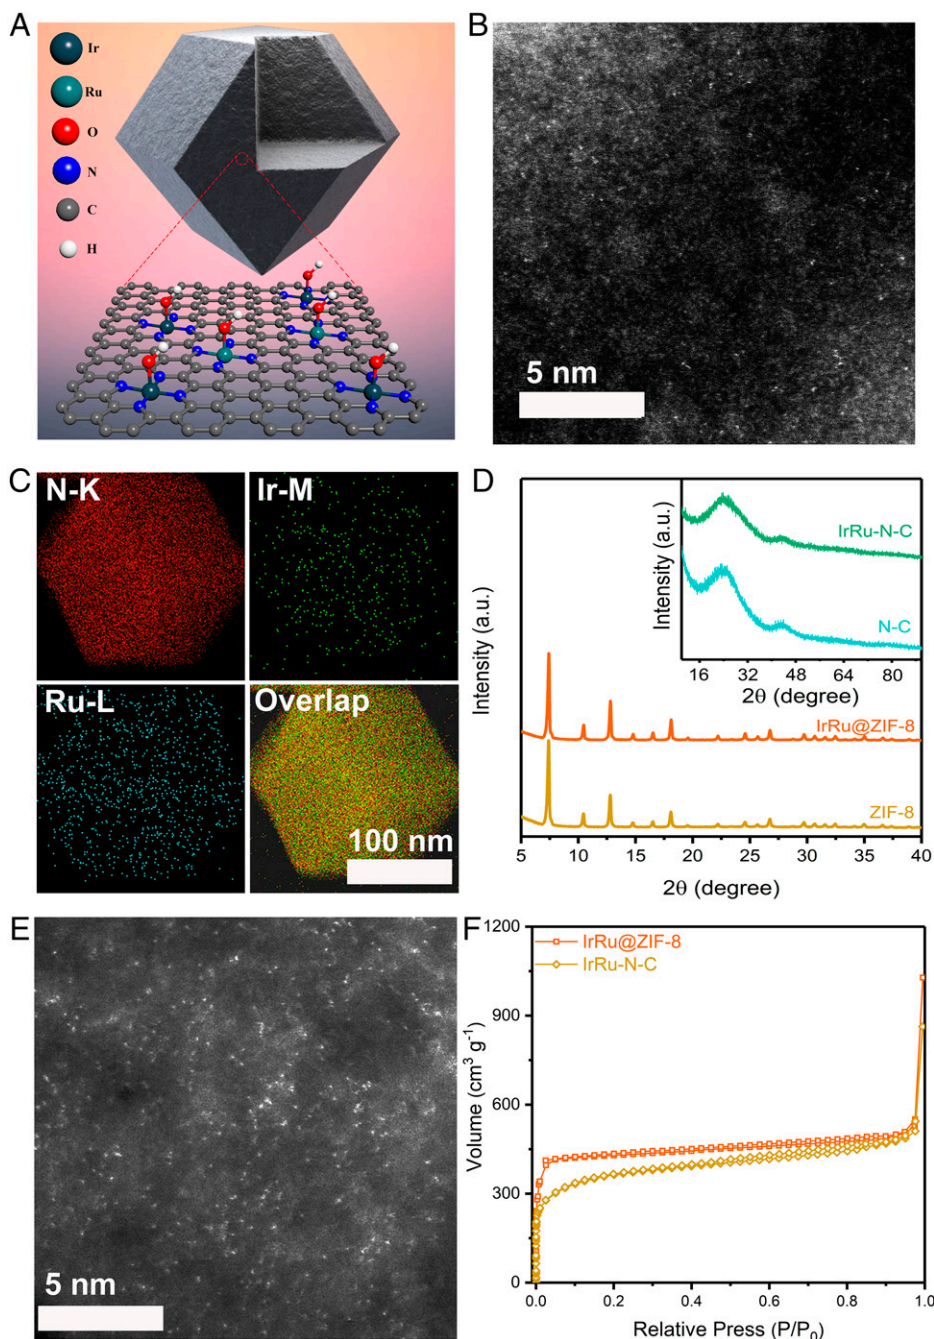 A
Ir
Ru
O
N
C
H
B
5 nm
C
N-K
Ir-M
Ru-L
Overlap
100 nm
D
Intensity (a.u.)
Intensity (a.u.)
IrRu-N-C
N-C
16 32 48 64 80
2θ (degree)
IrRu@ZIF-8
ZIF-8
5 10 15 20 25 30 35 40
2θ (degree)
E
5 nm
F
1200
900
600
300
0
Volume (cm³ g⁻¹)
IrRu@ZIF-8
IrRu-N-C
0.0 0.2 0.4 0.6 0.8 1.0
Relative Press (P/P₀)